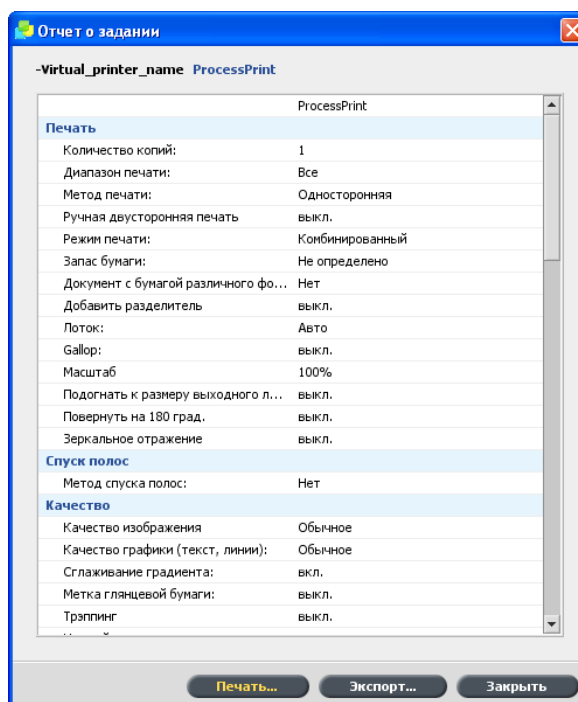 Отчет о задании
-Virtual_printer_name ProcessPrint
ProcessPrint
Печать
Количество копий: 1
Диапазон печати: Все
Метод печати: Односторонняя
Ручная двусторонняя печать выкл.
Режим печати: Комбинированный
Запас бумаги: Не определено
Документ с бумагой различного фо... Нет
Добавить разделитель выкл.
Лоток: Авто
Gallop: выкл.
Масштаб 100%
Подогнать к размеру выходного л... выкл.
Повернуть на 180 град. выкл.
Зеркальное отражение выкл.
Спуск полос
Метод спуска полос: Нет
Качество
Качество изображения Обычное
Качество графики (текст, линии): Обычное
Сглаживание градиента: вкл.
Метка глянцевой бумаги: выкл.
Трэппинг выкл.
Печать... Экспорт... Закрыть